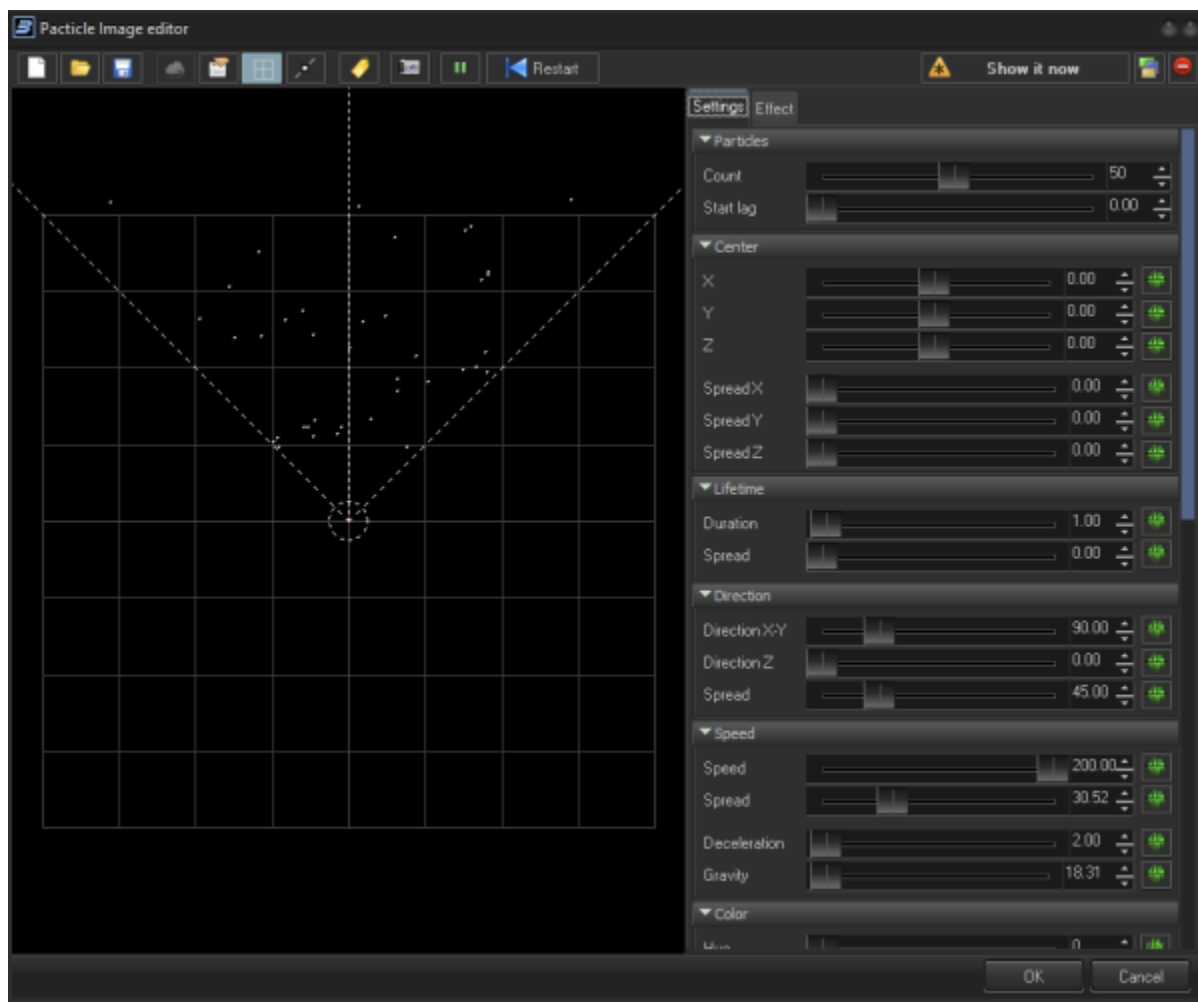 Pacticle Image editor
Restart
Show it now
Settings Effect
Particles
Count 50
Start lag 0.00
Center
X 0.00
Y 0.00
Z 0.00
Spread X 0.00
Spread Y 0.00
Spread Z 0.00
Lifetime
Duration 1.00
Spread 0.00
Direction
Direction X-Y 90.00
Direction Z 0.00
Spread 45.00
Speed
Speed 200.00
Spread 30.52
Deceleration 2.00
Gravity 18.31
Color
Hue 0
OK Cancel